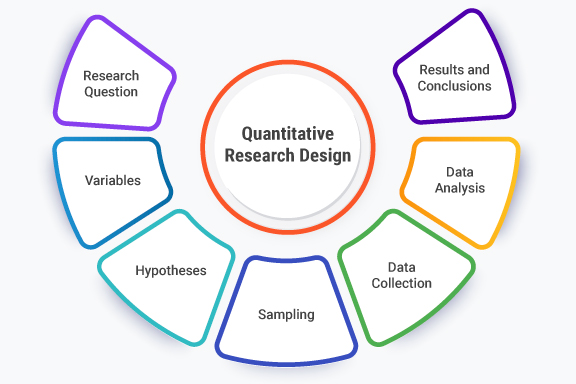 Quantitative
Research Design
Research
Question
Variables
Hypotheses
Sampling
Data
Collection
Data
Analysis
Results and
Conclusions